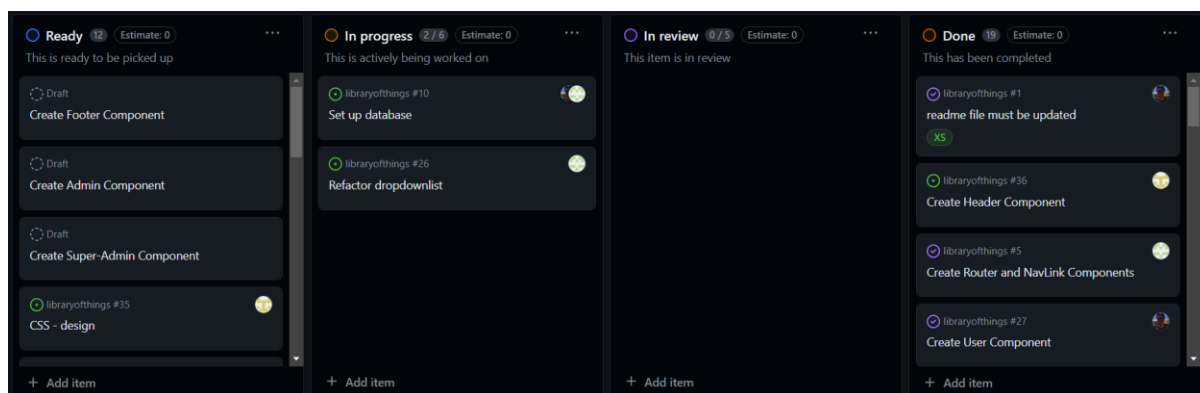 Ready 12 Estimate: 0 ...
This is ready to be picked up
Draft
Create Footer Component
Draft
Create Admin Component
Draft
Create Super-Admin Component
libraryofthings #35
CSS - design
+ Add item
In progress 2 / 6 Estimate: 0 ...
This is actively being worked on
libraryofthings #10
Set up database
libraryofthings #26
Refactor dropdownlist
+ Add item
In review 0 / 5 Estimate: 0 ...
This item is in review
+ Add item
Done 19 Estimate: 0 ...
This has been completed
libraryofthings #1
readme file must be updated
XS
libraryofthings #36
Create Header Component
libraryofthings #5
Create Router and NavLink Components
libraryofthings #27
Create User Component
+ Add item